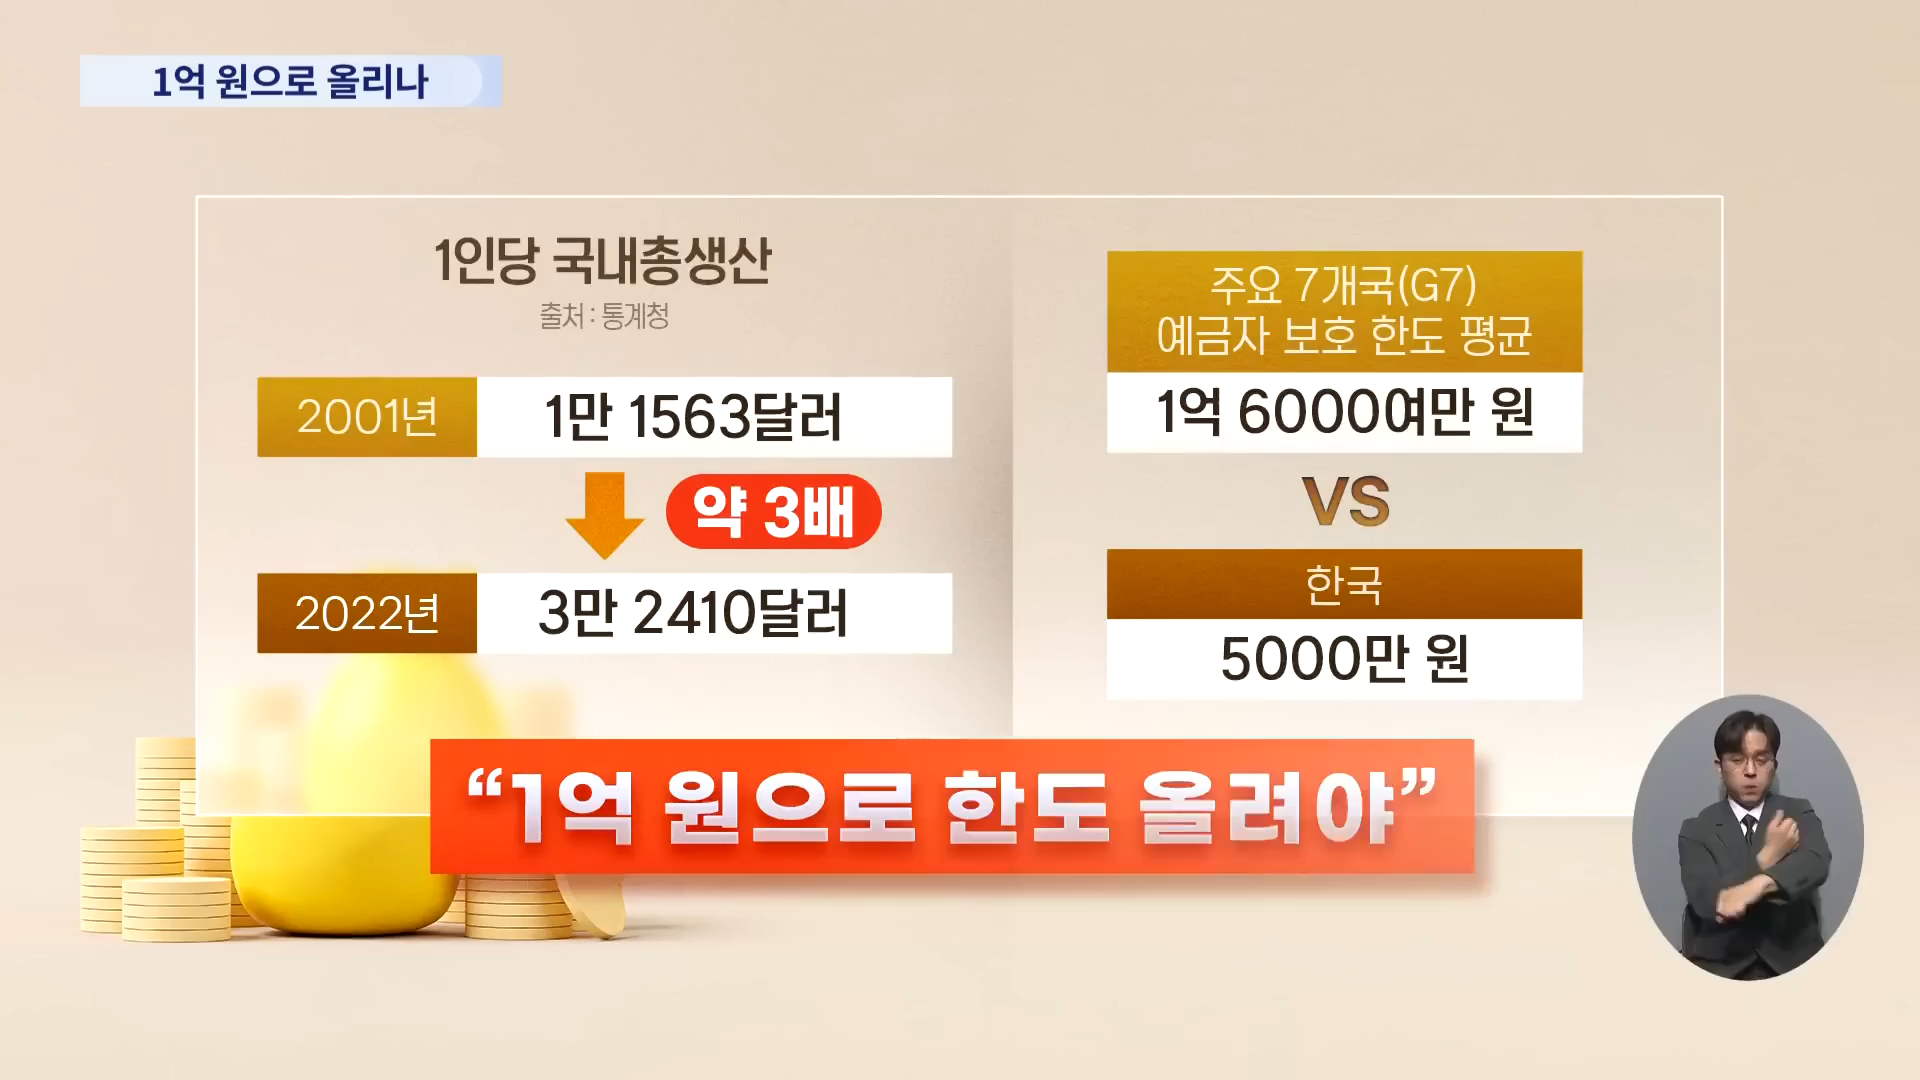 1억 원으로 올리나
1인당 국내총생산
출처 : 통계청
2001년
1만 1563달러
약 3배
2022년
3만 2410달러
주요 7개국(G7)
예금자 보호 한도 평균
1억 6000여만 원
VS
한국
5000만 원
“1억 원으로 한도 올려야”